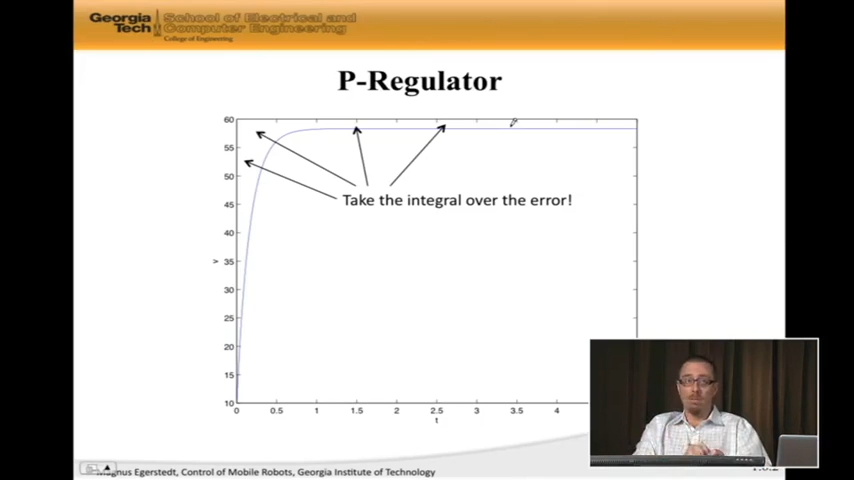 Georgia Tech
School of Electrical and Computer Engineering
College of Engineering
P-Regulator
60
55
50
45
40
35
30
25
20
15
10
v
Take the integral over the error!
0 0.5 1 1.5 2 2.5 3 3.5 4
t
Magnus Egerstedt, Control of Mobile Robots, Georgia Institute of Technology